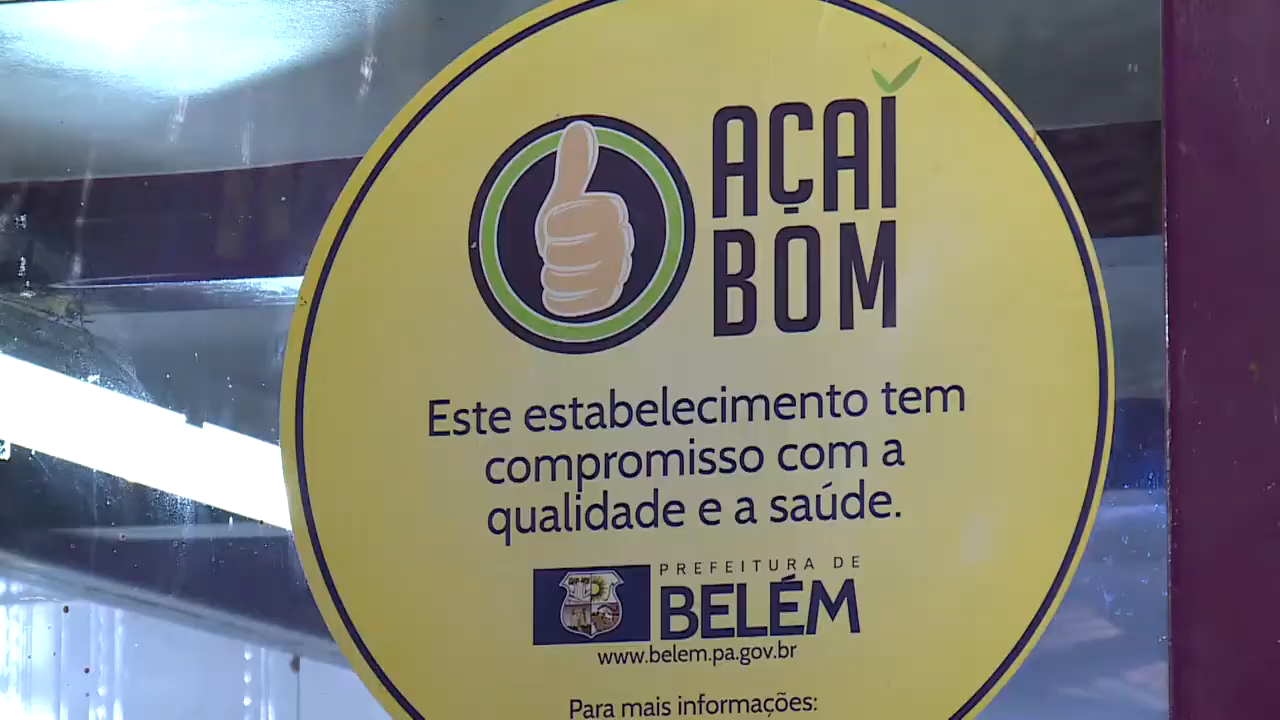 AÇAÍ
BOM
Este estabelecimento tem
compromisso com a
qualidade e a saúde.
PREFEITURA DE
BELÉM
www.belem.pa.gov.br
Para mais informações: